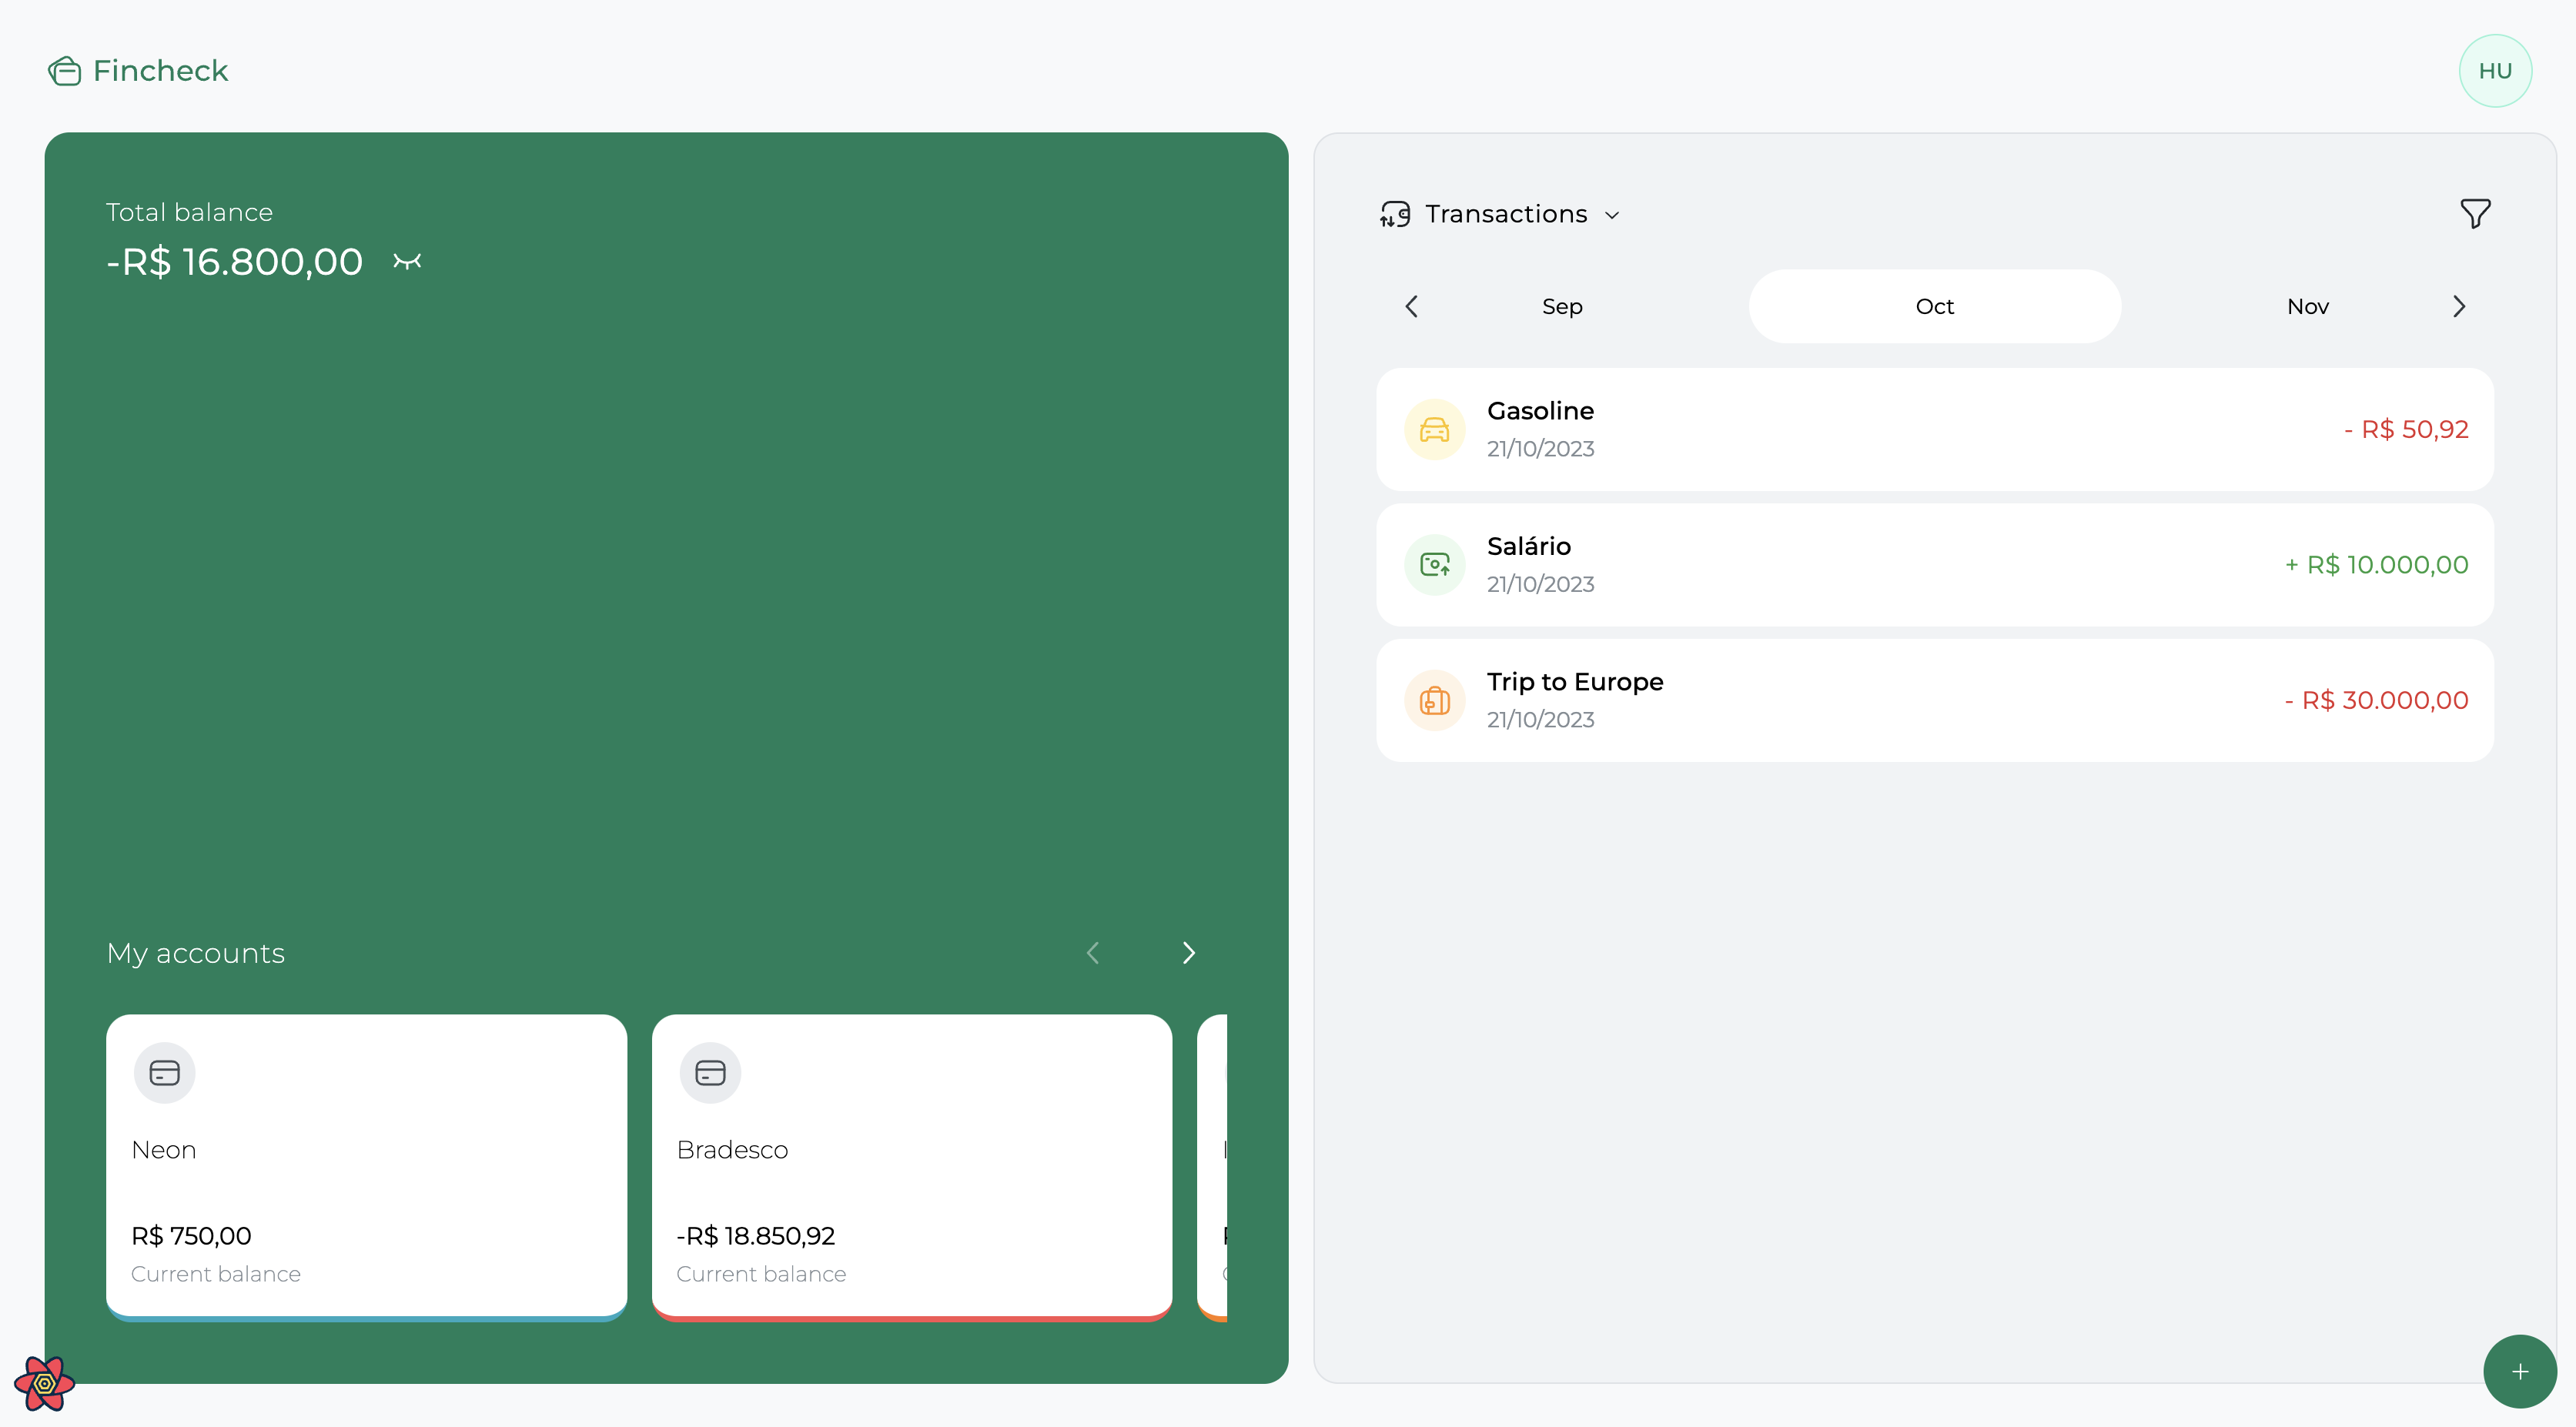 Fincheck
HU
Total balance
-R$ 16.800,00
Transactions
Sep
Oct
Nov
Gasoline
21/10/2023
- R$ 50,92
Salário
21/10/2023
+ R$ 10.000,00
Trip to Europe
21/10/2023
- R$ 30.000,00
My accounts
Neon
R$ 750,00
Current balance
Bradesco
-R$ 18.850,92
Current balance